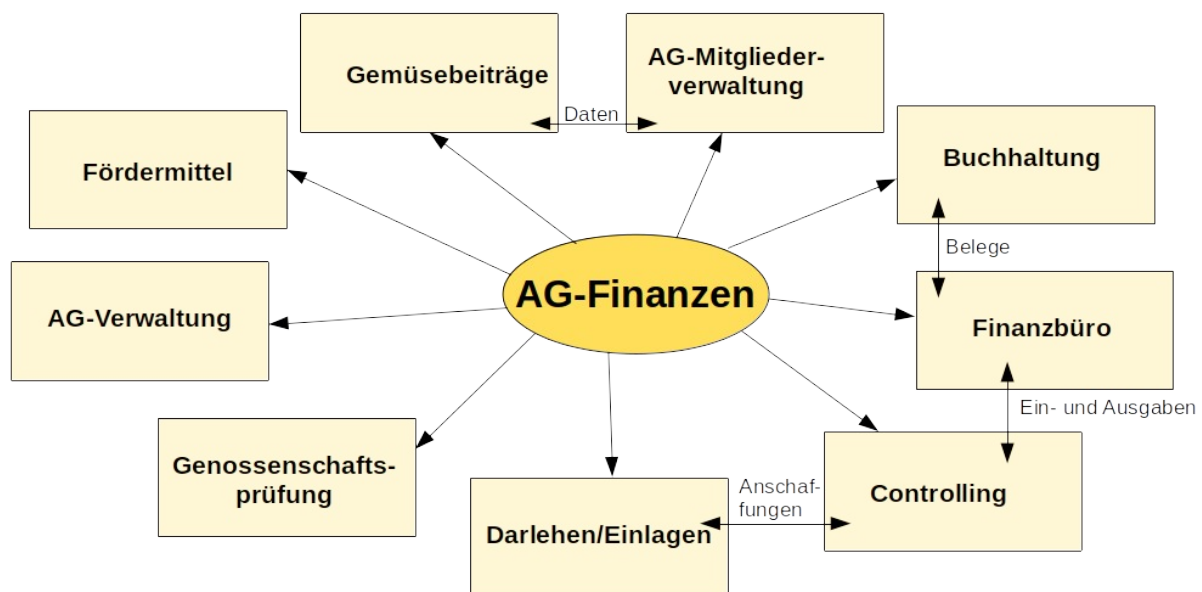 Gemüsebeiträge
AG-Mitglieder-
verwaltung
Daten
Fördermittel
Buchhaltung
Belege
AG-Finanzen
AG-Verwaltung
Finanzbüro
Ein- und Ausgaben
Genossenschafts-
prüfung
Darlehen/Einlagen
Anschaf-
fungen
Controlling